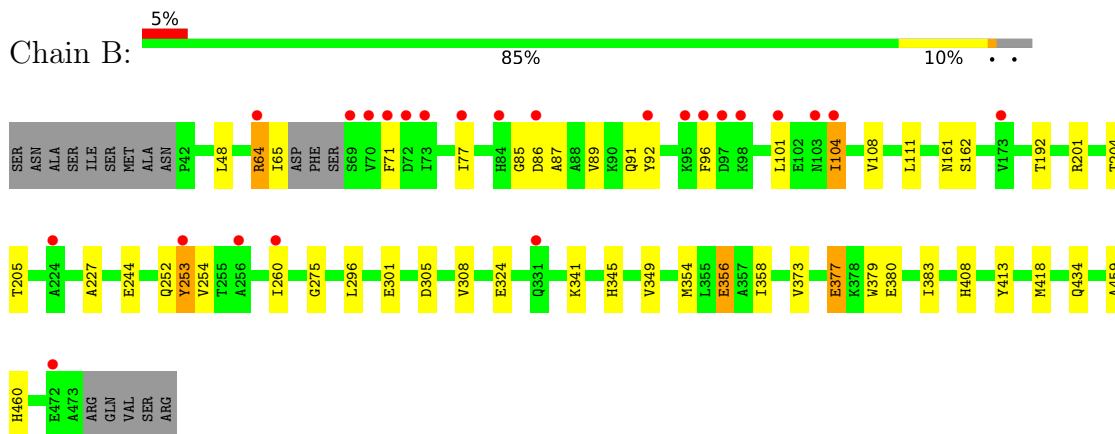 5%
Chain B:
85% 10% • •
SER ASN ALA SER ILE SER MET ALA ASN P42 L48 R64 I65 ASP PHE SER S69 V70 F71 D72 I73 I77 H84 G85 D86 A87 A88 V89 K90 Q91 Y92 K95 F96 D97 K98 L101 E102 N103 I104 V108 L111 N161 S162 V173 T192 R201
T205 A224 A227 E244 Q252 Y253 V254 T255 A256 I260 G275 L296 E301 D305 V308 E324 Q331 K341 H345 V349 M354 L355 E356 A357 I358 V373 E377 K378 W379 E380 I383 H408 Y413 M418 Q434 A459
H460 E472 A473 ARG GLN VAL SER ARG